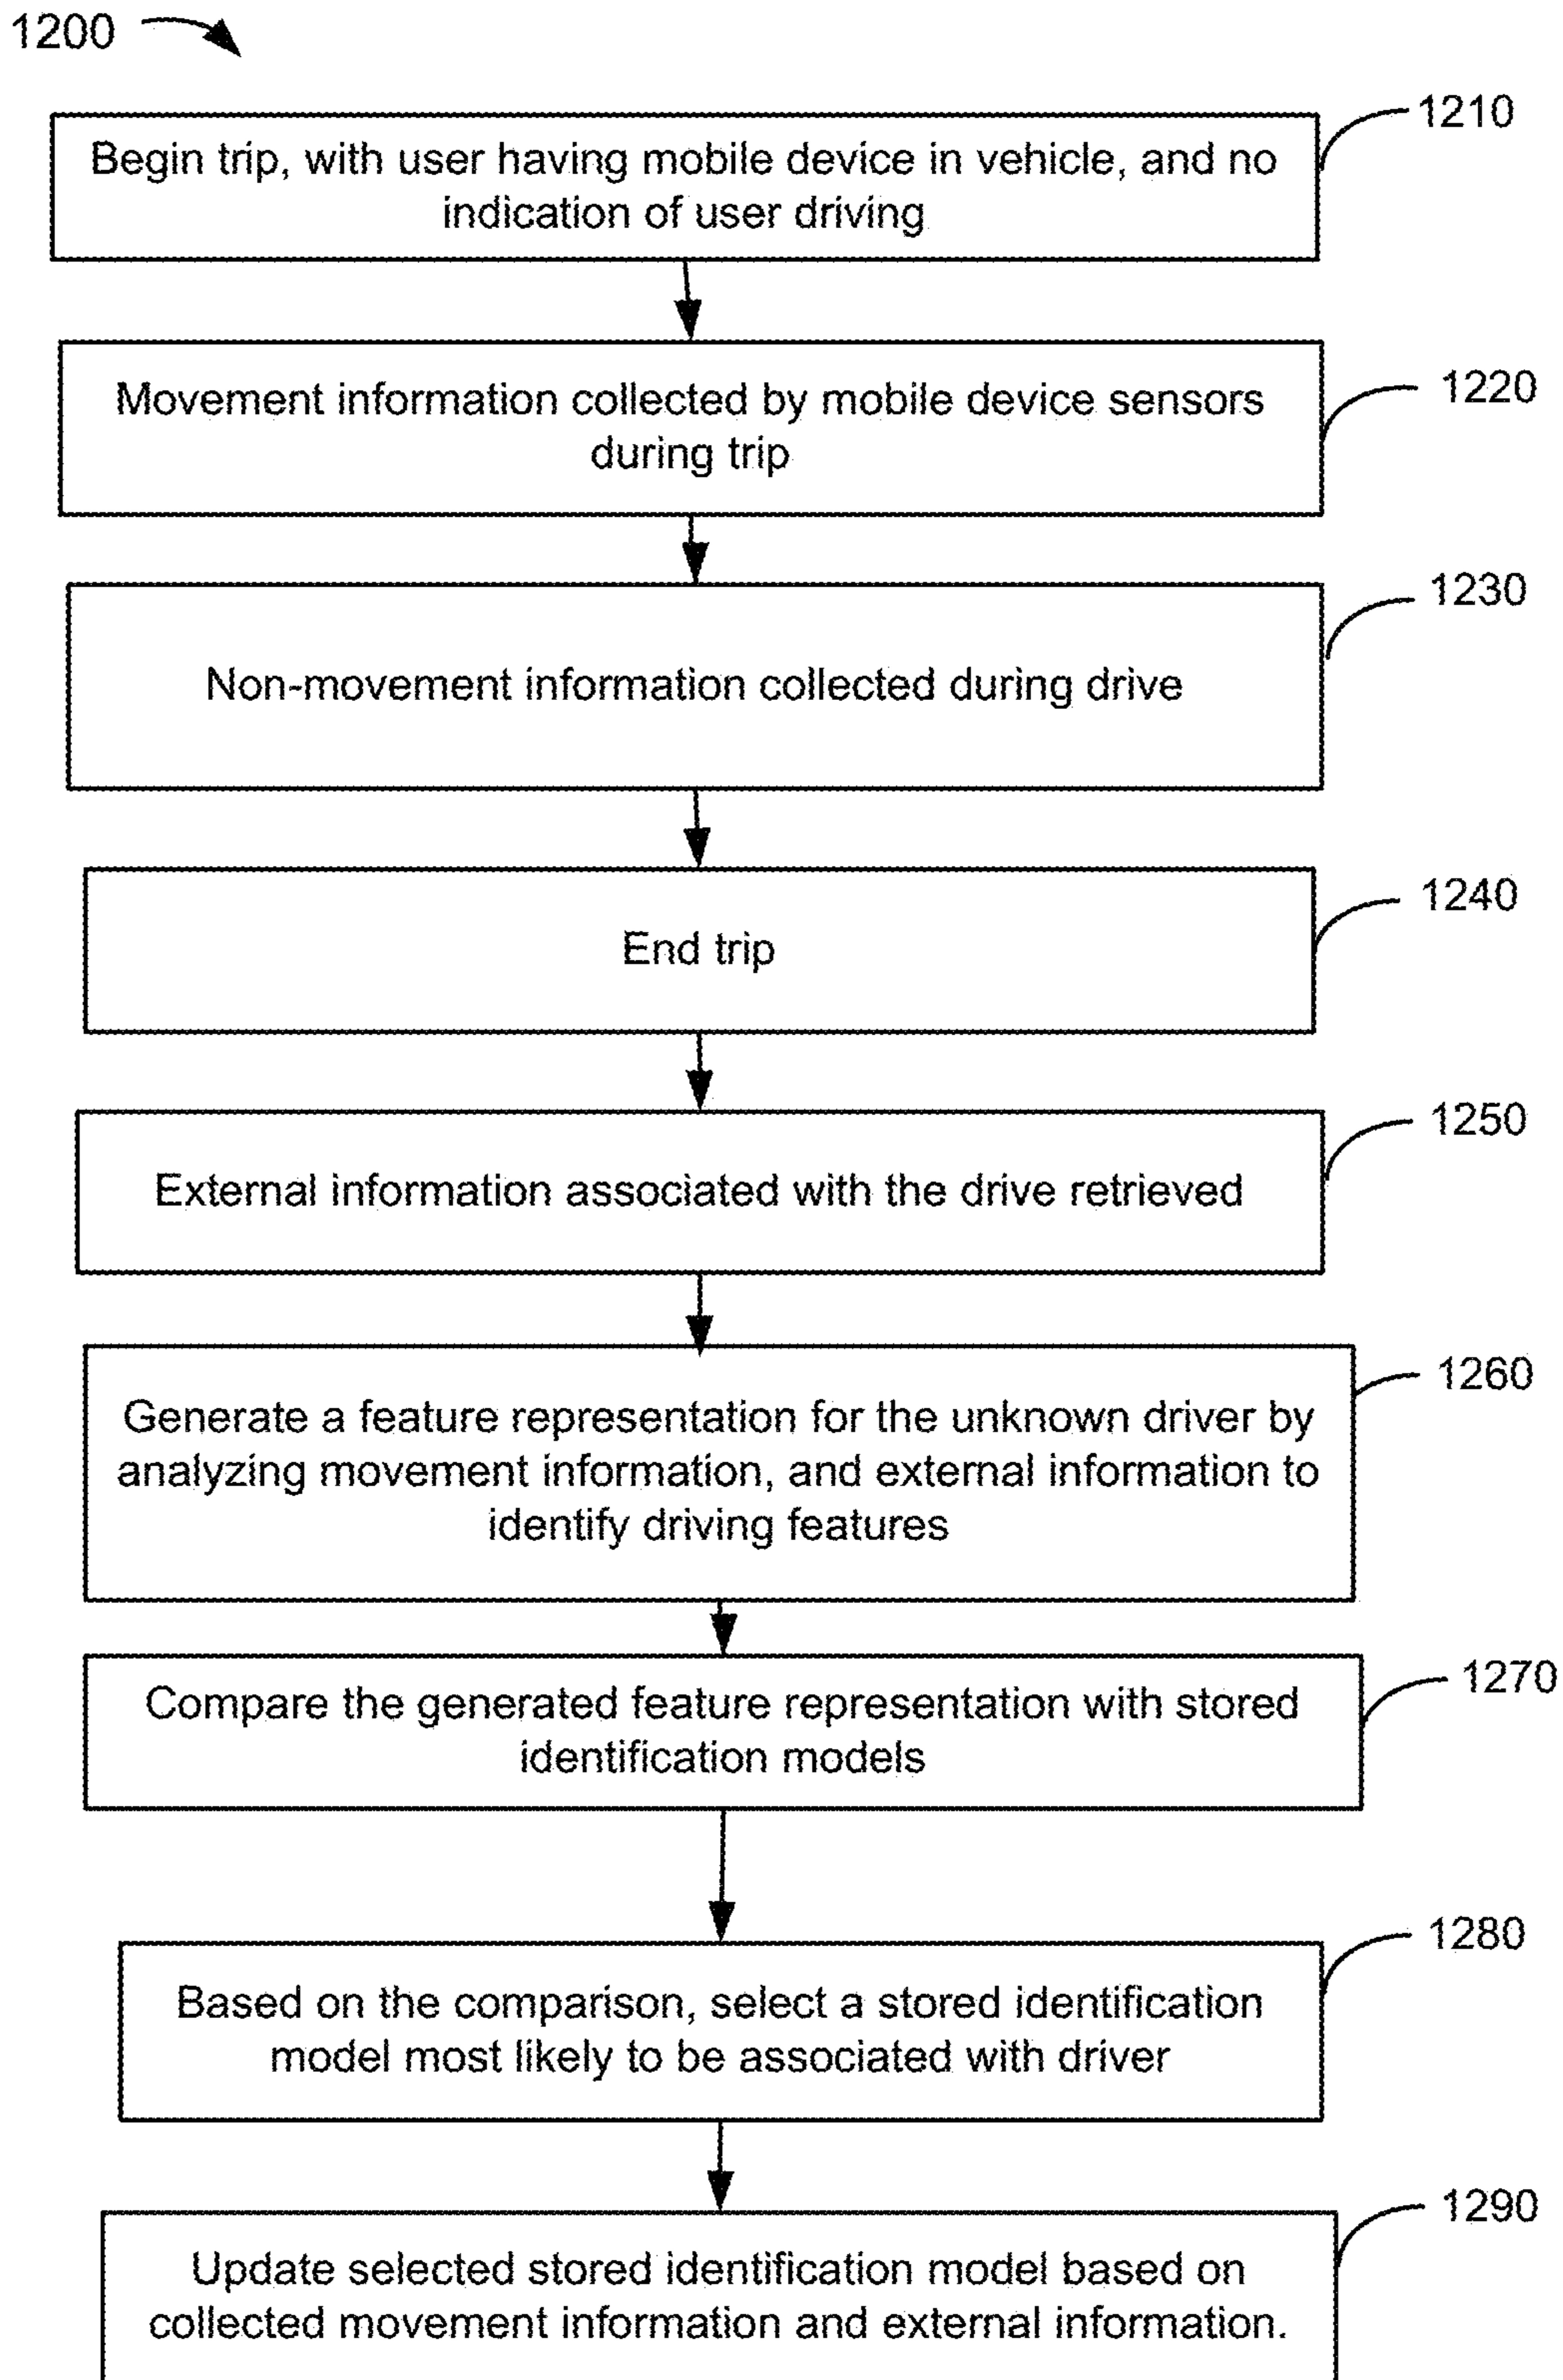 1200
1210
Begin trip, with user having mobile device in vehicle, and no
indication of user driving
1220
Movement information collected by mobile device sensors
during trip
1230
Non-movement information collected during drive
1240
End trip
1250
External information associated with the drive retrieved
1260
Generate a feature representation for the unknown driver by
analyzing movement information, and external information to
identify driving features
1270
Compare the generated feature representation with stored
identification models
1280
Based on the comparison, select a stored identification
model most likely to be associated with driver
1290
Update selected stored identification model based on
collected movement information and external information.